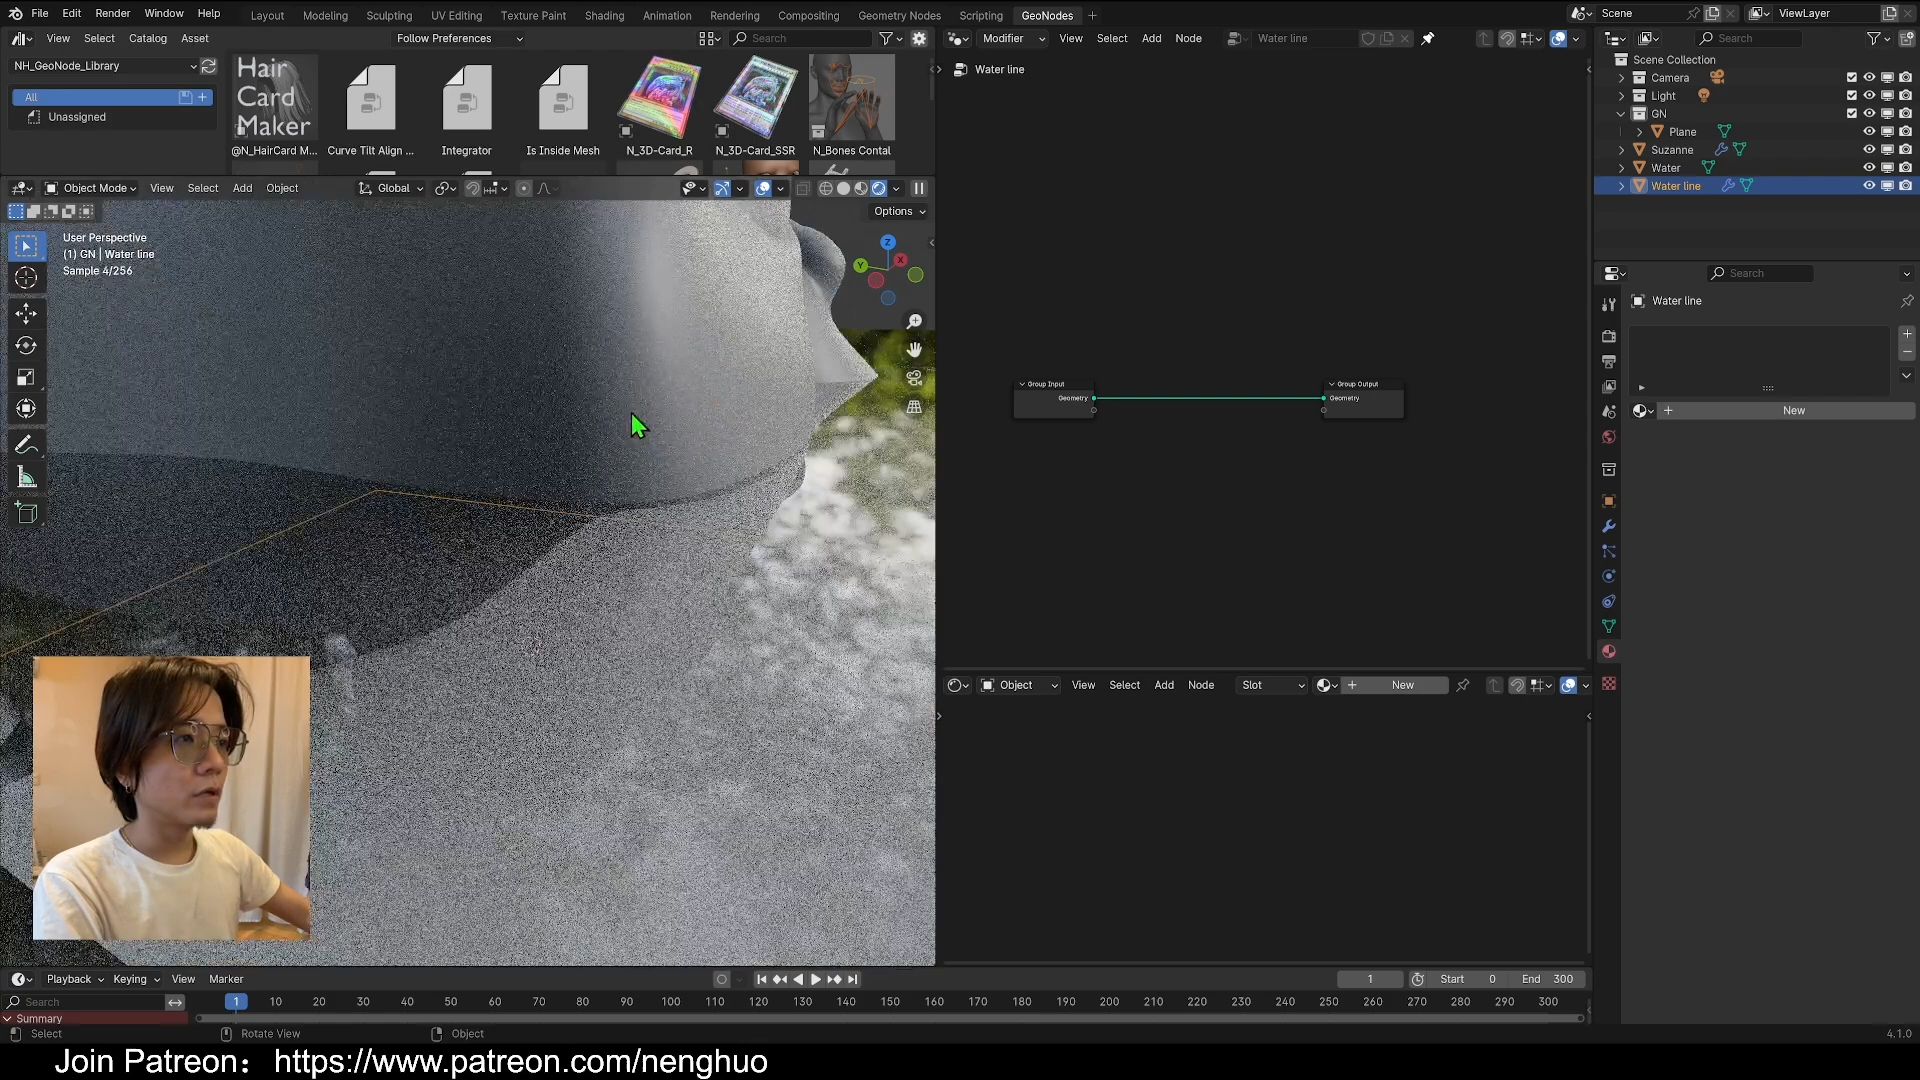 File Edit Render Window Help Layout Modeling Sculpting UV Editing Texture Paint Shading Animation Rendering Compositing Geometry Nodes Scripting GeoNodes + Scene ViewLayer
View Select Catalog Asset Follow Preferences Search
Modifier View Select Add Node Water line
Search
NH_GeoNode_Library
All
Unassigned
Hair
Card
Maker
@N_HairCard M... Curve Tilt Align ... Integrator Is Inside Mesh N_3D-Card_R N_3D-Card_SSR N_Bones Contal
Water line
Scene Collection
Camera
Light
GN
Plane
Suzanne
Water
Water line
Object Mode View Select Add Object Global
Options
User Perspective
(1) GN | Water line
Sample 4/256
Z
Y
X
Group Input
Geometry
Group Output
Geometry
Search
Water line
New
Object View Select Add Node Slot New
Playback Keying View Marker 1 Start 0 End 300
Search 1 10 20 30 40 50 60 70 80 90 100 110 120 130 140 150 160 170 180 190 200 210 220 230 240 250 260 270 280 290 300
Summary
Select Rotate View Object 4.1.0
Join Patreon： https://www.patreon.com/nenghuo